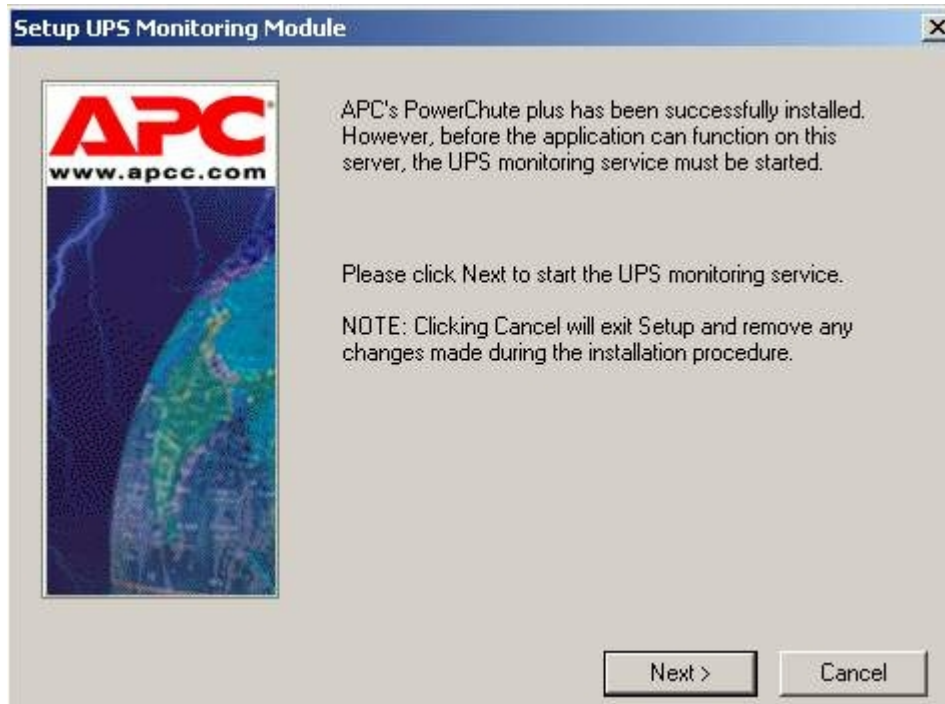 Setup UPS Monitoring Module
APC
www.apcc.com
APC's PowerChute plus has been successfully installed.
However, before the application can function on this
server, the UPS monitoring service must be started.
Please click Next to start the UPS monitoring service.
NOTE: Clicking Cancel will exit Setup and remove any
changes made during the installation procedure.
Next >
Cancel